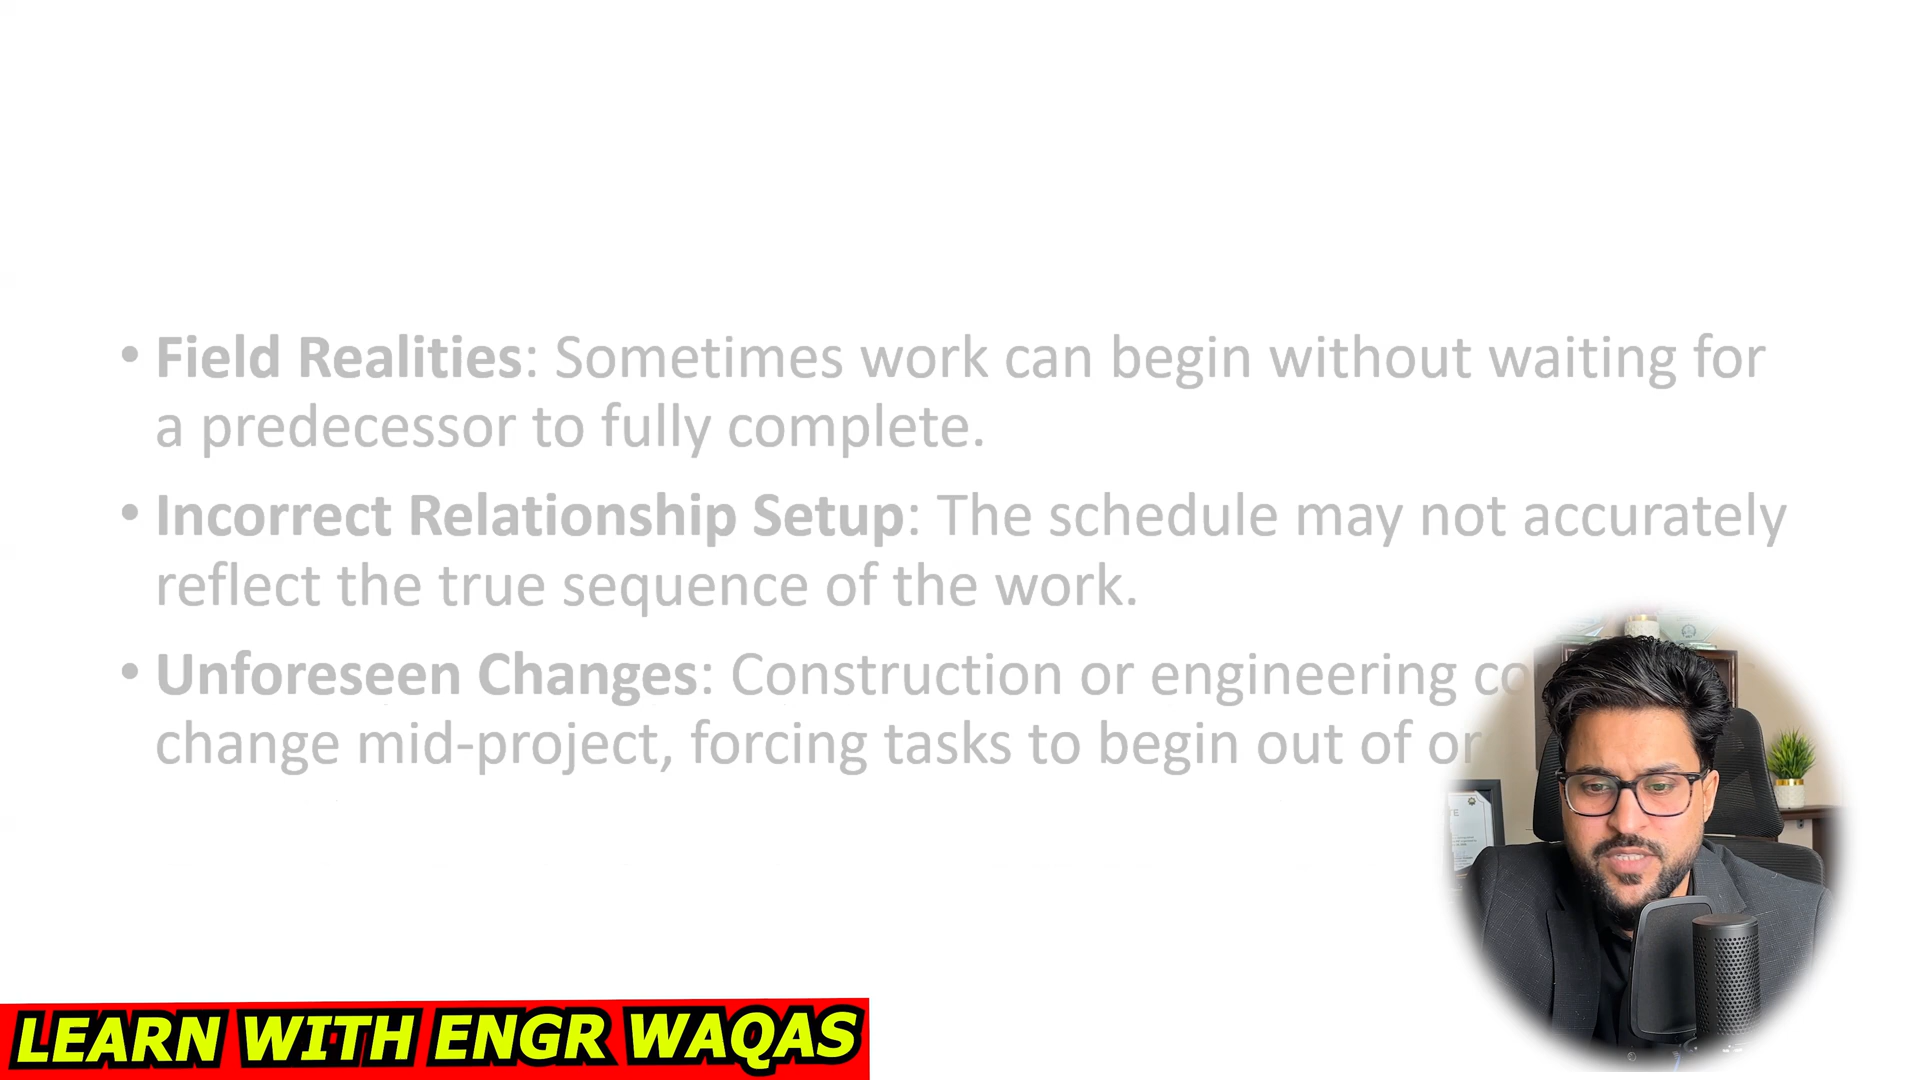 • Field Realities: Sometimes work can begin without waiting for
a predecessor to fully complete.
• Incorrect Relationship Setup: The schedule may not accurately
reflect the true sequence of the work.
• Unforeseen Changes: Construction or engineering
change mid-project, forcing tasks to begin out of
LEARN WITH ENGR WAQAS